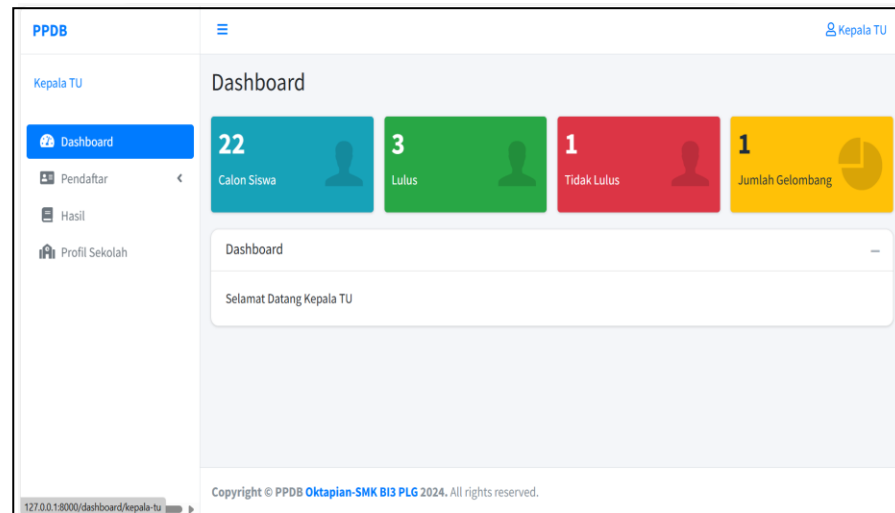 PPDB
Kepala TU
Kepala TU
Dashboard
Pendaftar
Hasil
Profil Sekolah
Dashboard
22
Calon Siswa
3
Lulus
1
Tidak Lulus
1
Jumlah Gelombang
Dashboard
Selamat Datang Kepala TU
Copyright © PPDB Oktapian-SMK BI3 PLG 2024. All rights reserved.
127.0.0.1:8000/dashboard/kepala-tu